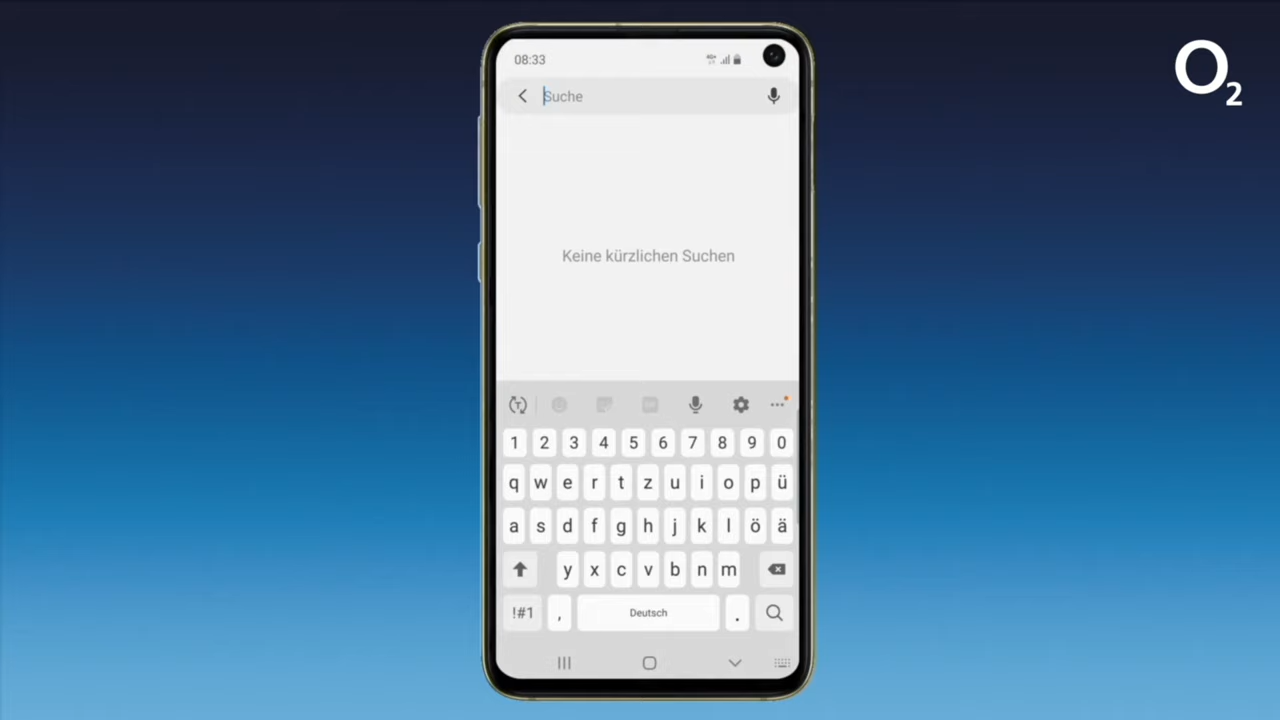 O2
08:33
Suche
Keine kürzlichen Suchen
1 2 3 4 5 6 7 8 9 0
q w e r t z u i o p ü
a s d f g h j k l ö ä
y x c v b n m
!#1 , Deutsch .